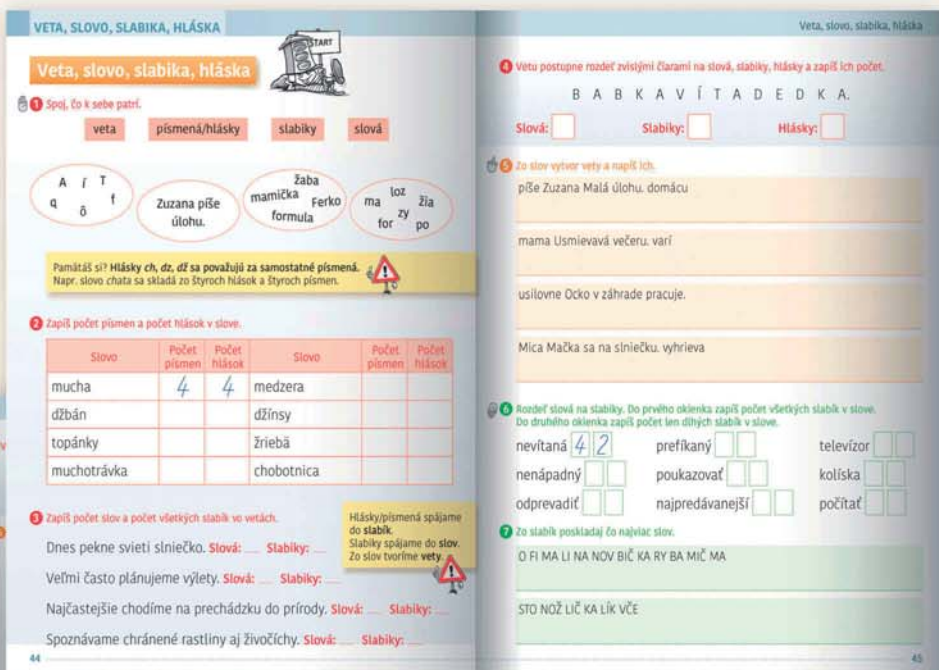 VETA, SLOVO, SLABIKA, HLÁSKA
START
Veta, slovo, slabika, hláska
1 Spoj, čo k sebe patrí.
veta písmená/hlásky slabiky slová
A í T
q ô f
Zuzana píše
úlohu.
žaba
mamička Ferko
formula
loz
ma žia
zy
for po
Pamätáš si? Hlásky ch, dz, dž sa považujú za samostatné písmená.
Napr. slovo chata sa skladá zo štyroch hlások a štyroch písmen.
2 Zapíš počet písmen a počet hlások v slove.
Slovo Počet písmen Počet hlások Slovo Počet písmen Počet hlások
mucha 4 4 medzera
džbán džínsy
topánky žriebä
muchotrávka chobotnica
3 Zapíš počet slov a počet všetkých slabík vo vetách.
Dnes pekne svieti slniečko. Slová: __ Slabiky: __
Veľmi často plánujeme výlety. Slová: __ Slabiky: __
Najčastejšie chodíme na prechádzku do prírody. Slová: __ Slabiky: __
Spoznávame chránené rastliny aj živočíchy. Slová: __ Slabiky: __
Hlásky/písmená spájame
do slabík.
Slabiky spájame do slov.
Zo slov tvoríme vety.
44
Veta, slovo, slabika, hláska
4 Vetu postupne rozdeľ zvislými čiarami na slová, slabiky, hlásky a zapíš ich počet.
B A B K A V Í T A D E D K A.
Slová: Slabiky: Hlásky:
5 Zo slov vytvor vety a napíš ich.
píše Zuzana Malá úlohu. domácu
mama Usmievavá večeru. varí
usilovne Ocko v záhrade pracuje.
Mica Mačka sa na slniečku. vyhrieva
6 Rozdeľ slová na slabiky. Do prvého okienka zapíš počet všetkých slabík v slove.
Do druhého okienka zapíš počet len dlhých slabík v slove.
nevítaná 4 2 prefíkaný televízor
nenápadný poukazovať kolíska
odprevadiť najpredávanejší počítať
7 Zo slabík poskladaj čo najviac slov.
O FI MA LI NA NOV BIČ KA RY BA MIČ MA
STO NOŽ LIČ KA LÍK VČE
45